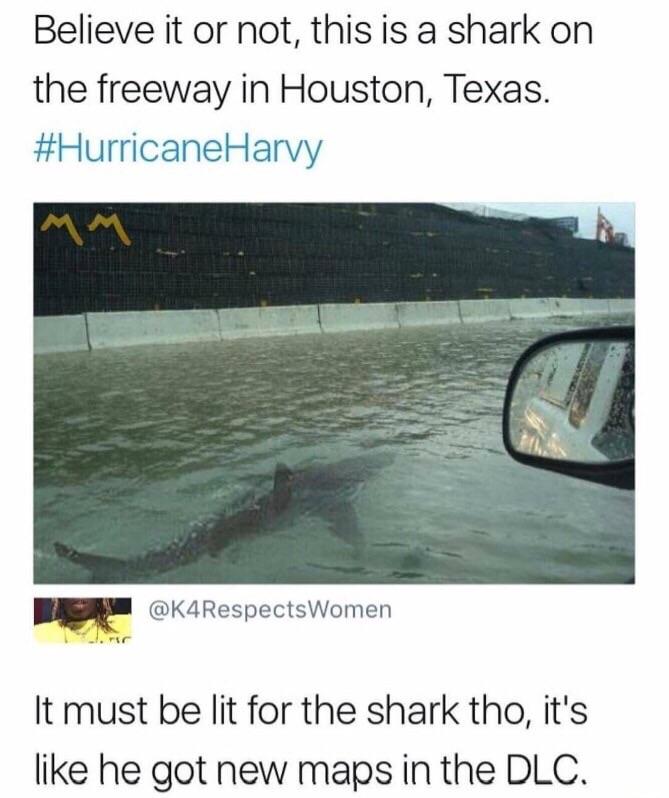 Believe it or not, this is a shark on
the freeway in Houston, Texas.
#HurricaneHarvy
MM
@K4RespectsWomen
It must be lit for the shark tho, it's
like he got new maps in the DLC.